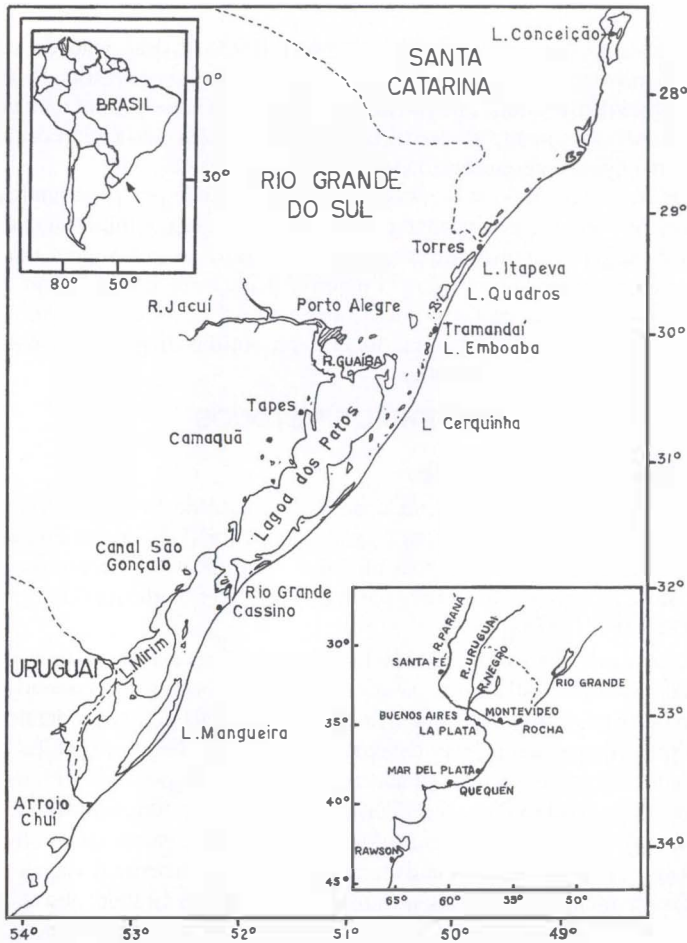 L. Conceição
SANTA
CATARINA
BRASIL
0°
30°
80°
50°
28°
RIO GRANDE
DO SUL
29°
Torres
L. Itapeva
L. Quadros
R. Jacuí
Porto Alegre
Tramandaí
30°
L. Emboaba
R. GUAÍBA
Tapes
L Cerquinha
Camaquã
Lagoa dos Patos
31°
Canal São
Gonçalo
Rio Grande
Cassino
32°
URUGUAI
L. Mirim
L. Mangueira
33°
Arroio
Chuí
34°
30°
35°
40°
45°
R. PARANA
R. URUGUAI
R. NEGRO
SANTA FE
RIO GRANDE
BUENOS AIRES
MONTEVIDEO
LA PLATA
ROCHA
MAR DEL PLATA
QUEQUÉN
RAWSON
65°
60°
55°
50°
54°
53°
52°
51°
50°
49°